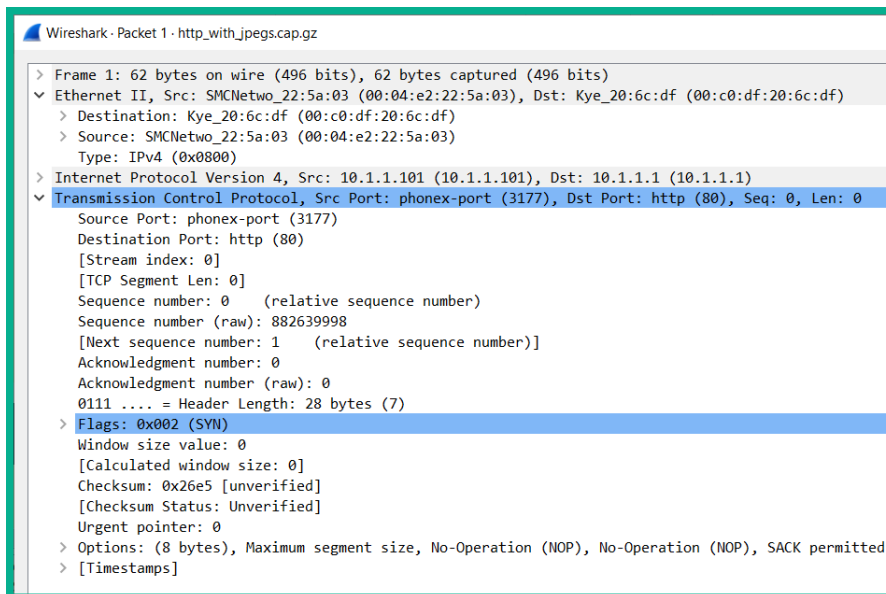 Wireshark · Packet 1 · http_with_jpegs.cap.gz
Frame 1: 62 bytes on wire (496 bits), 62 bytes captured (496 bits)
Ethernet II, Src: SMCNetwo_22:5a:03 (00:04:e2:22:5a:03), Dst: Kye_20:6c:df (00:c0:df:20:6c:df)
Destination: Kye_20:6c:df (00:c0:df:20:6c:df)
Source: SMCNetwo_22:5a:03 (00:04:e2:22:5a:03)
Type: IPv4 (0x0800)
Internet Protocol Version 4, Src: 10.1.1.101 (10.1.1.101), Dst: 10.1.1.1 (10.1.1.1)
Transmission Control Protocol, Src Port: phonex-port (3177), Dst Port: http (80), Seq: 0, Len: 0
Source Port: phonex-port (3177)
Destination Port: http (80)
[Stream index: 0]
[TCP Segment Len: 0]
Sequence number: 0    (relative sequence number)
Sequence number (raw): 882639998
[Next sequence number: 1    (relative sequence number)]
Acknowledgment number: 0
Acknowledgment number (raw): 0
0111 .... = Header Length: 28 bytes (7)
Flags: 0x002 (SYN)
Window size value: 0
[Calculated window size: 0]
Checksum: 0x26e5 [unverified]
[Checksum Status: Unverified]
Urgent pointer: 0
Options: (8 bytes), Maximum segment size, No-Operation (NOP), No-Operation (NOP), SACK permitted
[Timestamps]